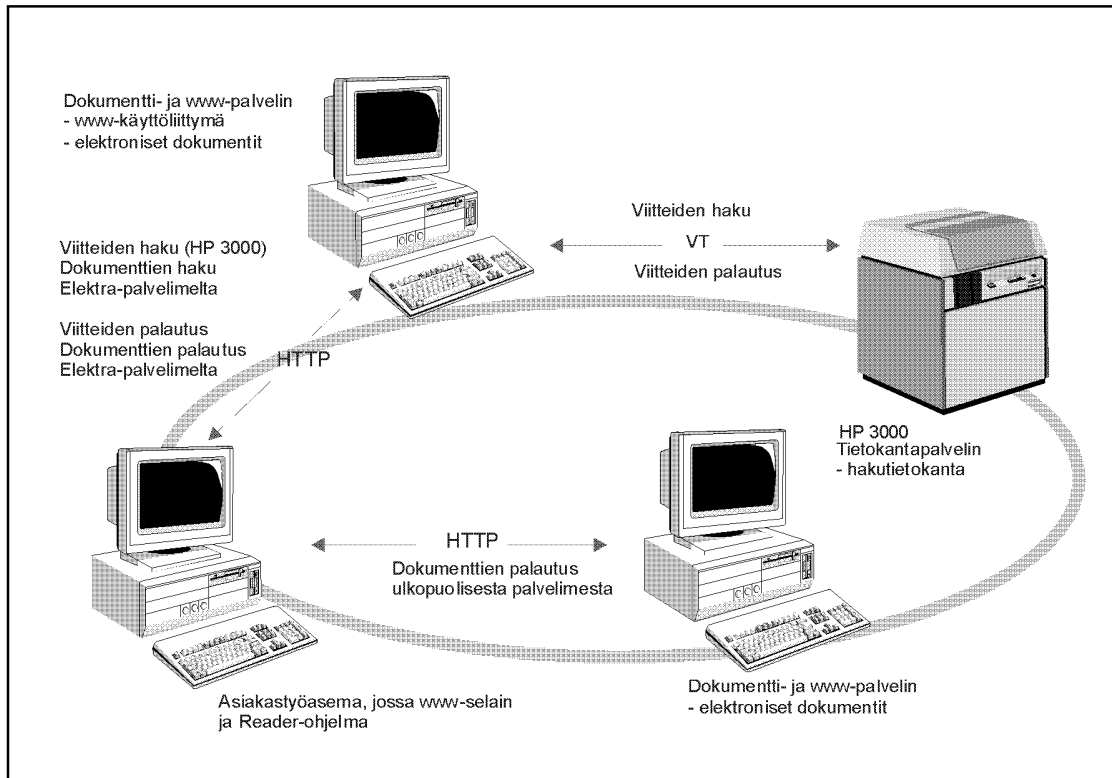 Dokumentti- ja www-palvelin
- www-käyttöliittymä
- elektroniset dokumentit
Viitteiden haku
VT
Viitteiden palautus
Viitteiden haku (HP 3000)
Dokumenttien haku
Elektra-palvelimelta
Viitteiden palautus
Dokumenttien palautus
Elektra-palvelimelta
HTTP
HP 3000
Tietokantapalvelin
- hakutietokanta
HTTP
Dokumenttien palautus
ulkopuolisesta palvelimesta
Asiakastyöasema, jossa www-selain
ja Reader-ohjelma
Dokumentti- ja www-palvelin
- elektroniset dokumentit